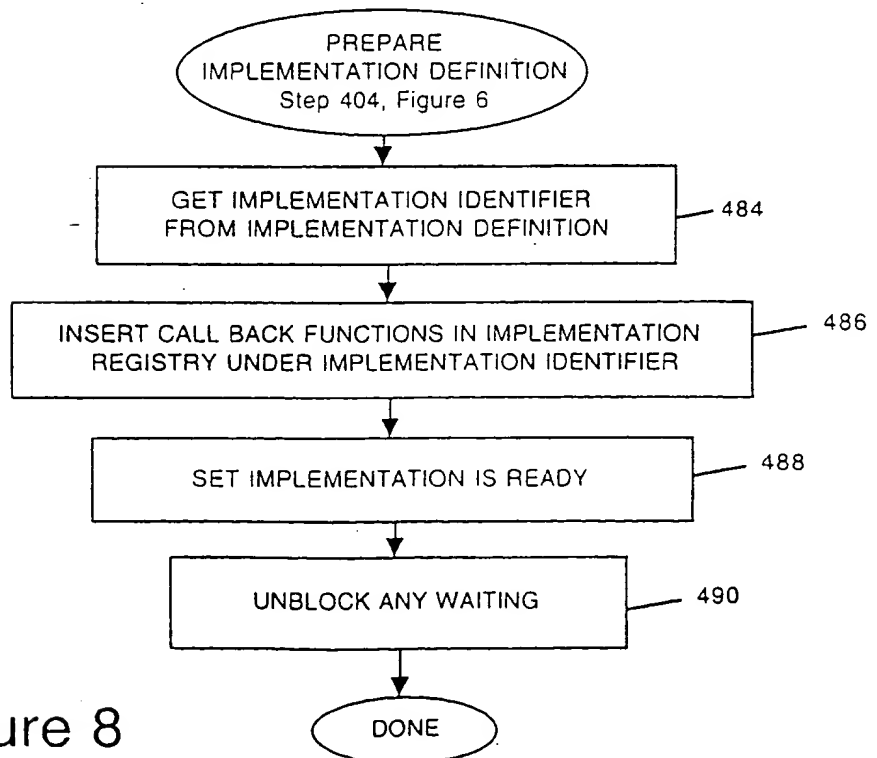 PREPARE
IMPLEMENTATION DEFINITION
Step 404, Figure 6
GET IMPLEMENTATION IDENTIFIER
FROM IMPLEMENTATION DEFINITION
484
INSERT CALL BACK FUNCTIONS IN IMPLEMENTATION
REGISTRY UNDER IMPLEMENTATION IDENTIFIER
486
SET IMPLEMENTATION IS READY
488
UNBLOCK ANY WAITING
490
DONE
ure 8